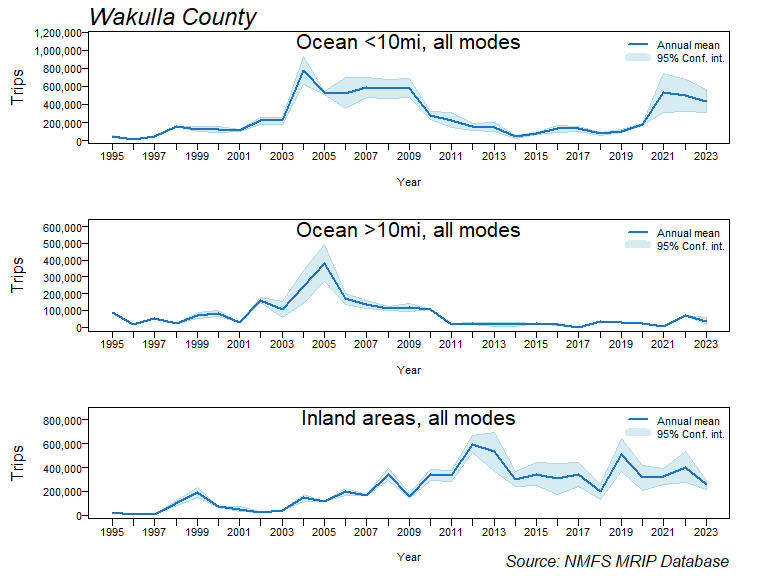 Wakulla County
Ocean <10mi, all modes
Annual mean
95% Conf. int.
Trips
1,200,000
1,000,000
800,000
600,000
400,000
200,000
0
1995 1997 1999 2001 2003 2005 2007 2009 2011 2013 2015 2017 2019 2021 2023
Year
Ocean >10mi, all modes
Annual mean
95% Conf. int.
Trips
600,000
500,000
400,000
300,000
200,000
100,000
0
1995 1997 1999 2001 2003 2005 2007 2009 2011 2013 2015 2017 2019 2021 2023
Year
Inland areas, all modes
Annual mean
95% Conf. int.
Trips
800,000
600,000
400,000
200,000
0
1995 1997 1999 2001 2003 2005 2007 2009 2011 2013 2015 2017 2019 2021 2023
Year
Source: NMFS MRIP Database